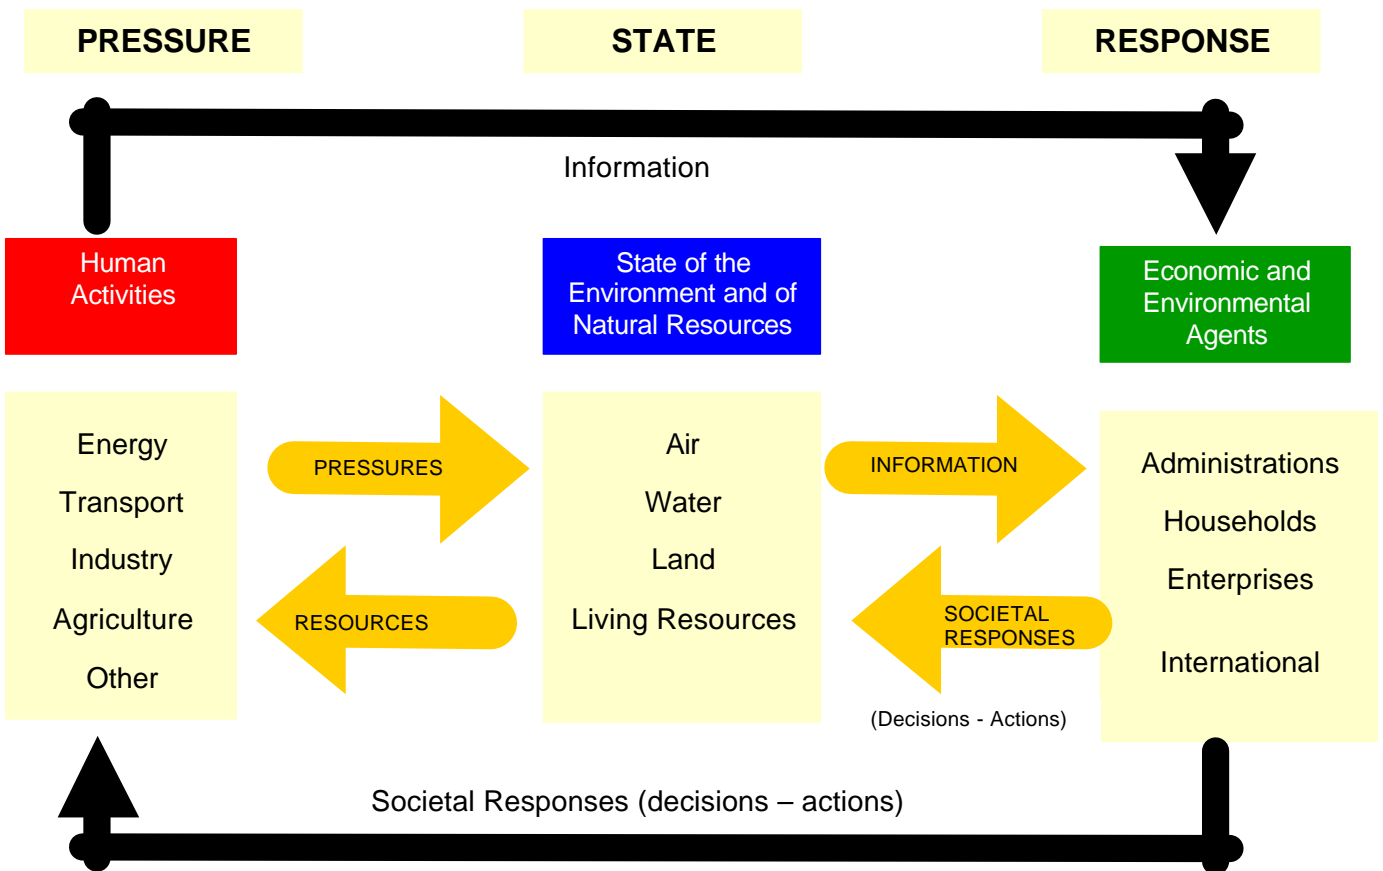 PRESSURE
STATE
RESPONSE
Information
Human
Activities
State of the
Environment and of
Natural Resources
Economic and
Environmental
Agents
Energy
Transport
Industry
Agriculture
Other
PRESSURES
RESOURCES
Air
Water
Land
Living Resources
INFORMATION
SOCIETAL
RESPONSES
(Decisions - Actions)
Administrations
Households
Enterprises
International
Societal Responses (decisions – actions)